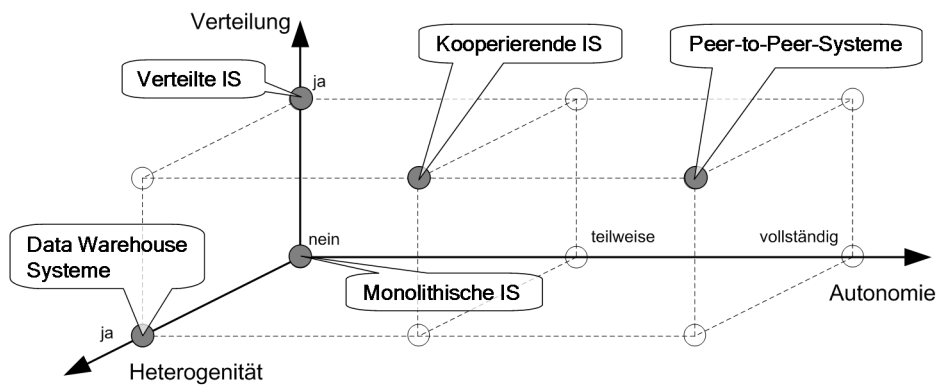 Verteilung
Kooperierende IS
Peer-to-Peer-Systeme
Verteilte IS
ja
Data Warehouse
Systeme
nein
teilweise
vollständig
Monolithische IS
Autonomie
ja
Heterogenität